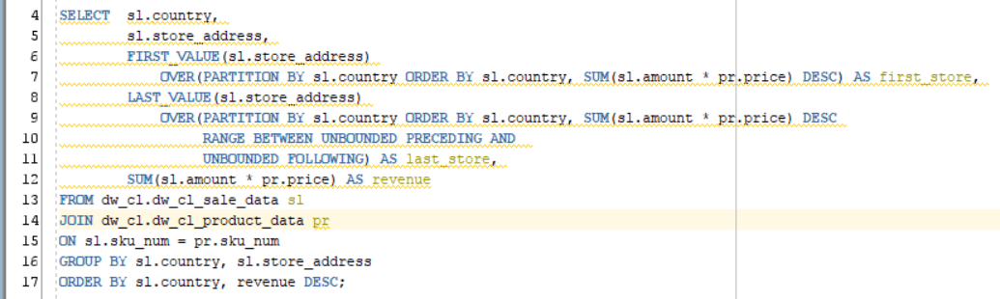 4 SELECT sl.country,
5 sl.store_address,
6 FIRST_VALUE(sl.store_address)
7 OVER(PARTITION BY sl.country ORDER BY sl.country, SUM(sl.amount * pr.price) DESC) AS first_store,
8 LAST_VALUE(sl.store_address)
9 OVER(PARTITION BY sl.country ORDER BY sl.country, SUM(sl.amount * pr.price) DESC
10 RANGE BETWEEN UNBOUNDED PRECEDING AND
11 UNBOUNDED FOLLOWING) AS last_store,
12 SUM(sl.amount * pr.price) AS revenue
13 FROM dw_cl.dw_cl_sale_data sl
14 JOIN dw_cl.dw_cl_product_data pr
15 ON sl.sku_num = pr.sku_num
16 GROUP BY sl.country, sl.store_address
17 ORDER BY sl.country, revenue DESC;